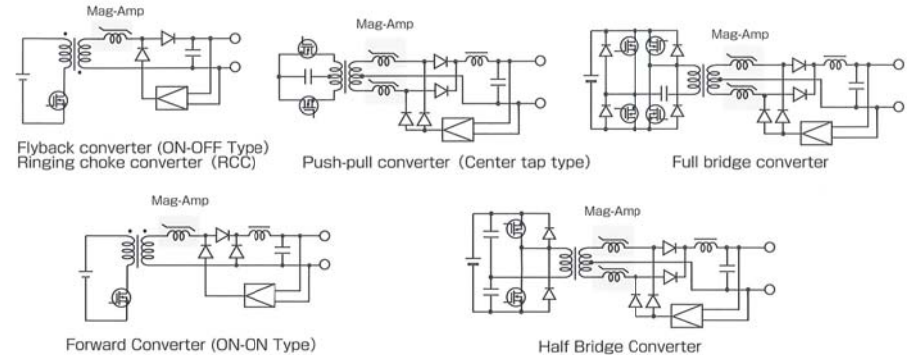 Mag-Amp
Flyback converter (ON-OFF Type)
Ringing choke converter (RCC)
Mag-Amp
Push-pull converter (Center tap type)
Mag-Amp
Full bridge converter
Mag-Amp
Forward Converter (ON-ON Type)
Mag-Amp
Half Bridge Converter